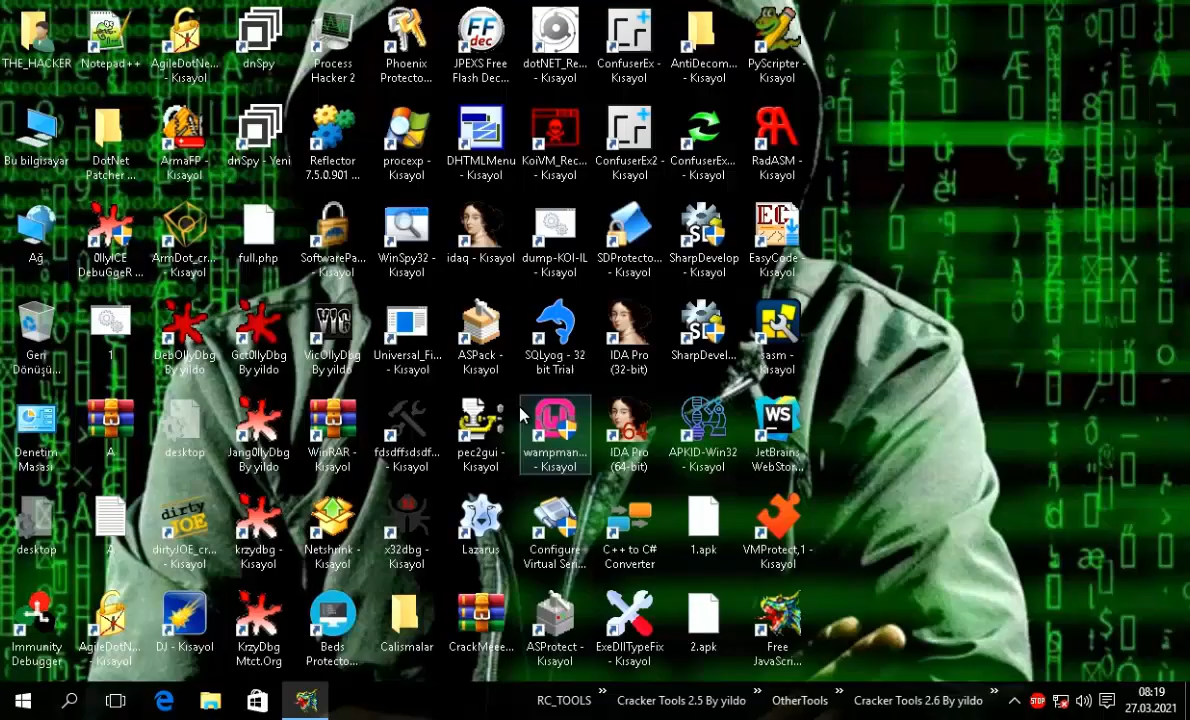 THE_HACKER
Notepad++
AgileDotNe...
- Kısayol
dnSpy
Process
Hacker 2
Phoenix
Protecto...
JPEXS Free
Flash Dec...
dotNET_Re...
- Kısayol
ConfuserEx -
Kısayol
AntiDecom...
- Kısayol
PyScripter -
Kısayol
Bu bilgisayar
DotNet
Patcher ...
ArmaFP -
Kısayol
dnSpy - Yeni
Reflector
7.5.0.901 ...
procexp -
Kısayol
DHTMLMenu
- Kısayol
KoiVM_Rec...
- Kısayol
ConfuserEx2 -
Kısayol
ConfuserEx...
- Kısayol
RadASM -
Kısayol
Ağ
0llyICE
DebuGgeR ...
ArmDot_cr...
- Kısayol
full.php
SoftwarePa...
- Kısayol
WinSpy32 -
Kısayol
idaq - Kısayol
dump-KOI-IL
- Kısayol
SDProtecto...
- Kısayol
SharpDevelop
- Kısayol
EasyCode -
Kısayol
Geri
Dönüşü...
1
DebOllyDbg
By yildo
Gct0llyDbg
By yildo
VicOllyDbg
By yildo
Universal_Fi...
- Kısayol
ASPack -
Kısayol
SQLyog - 32
bit Trial
IDA Pro
(32-bit)
SharpDevel...
sasm -
Kısayol
Denetim
Masası
A
desktop
Jang0llyDbg
By yildo
WinRAR -
Kısayol
fdsdffsdsdf...
- Kısayol
pec2gui -
Kısayol
wampman...
- Kısayol
IDA Pro
(64-bit)
APKID-Win32
- Kısayol
JetBrains
WebStor...
desktop
A
dirtyJOE_cr...
- Kısayol
krzydbg -
Kısayol
Netshrink -
Kısayol
x32dbg -
Kısayol
Lazarus
Configure
Virtual Seri...
C++ to C#
Converter
1.apk
VMProtect,1 -
Kısayol
Immunity
Debugger
AgileDotN...
- Kısayol
DJ - Kısayol
KrzyDbg
Mtct.Org
Beds
Protecto...
Calismalar
CrackMeee...
ASProtect -
Kısayol
ExeDllTypeFix
- Kısayol
2.apk
Free
JavaScri...
RC_TOOLS
Cracker Tools 2.5 By yildo
OtherTools
Cracker Tools 2.6 By yildo
08:19
27.03.2021